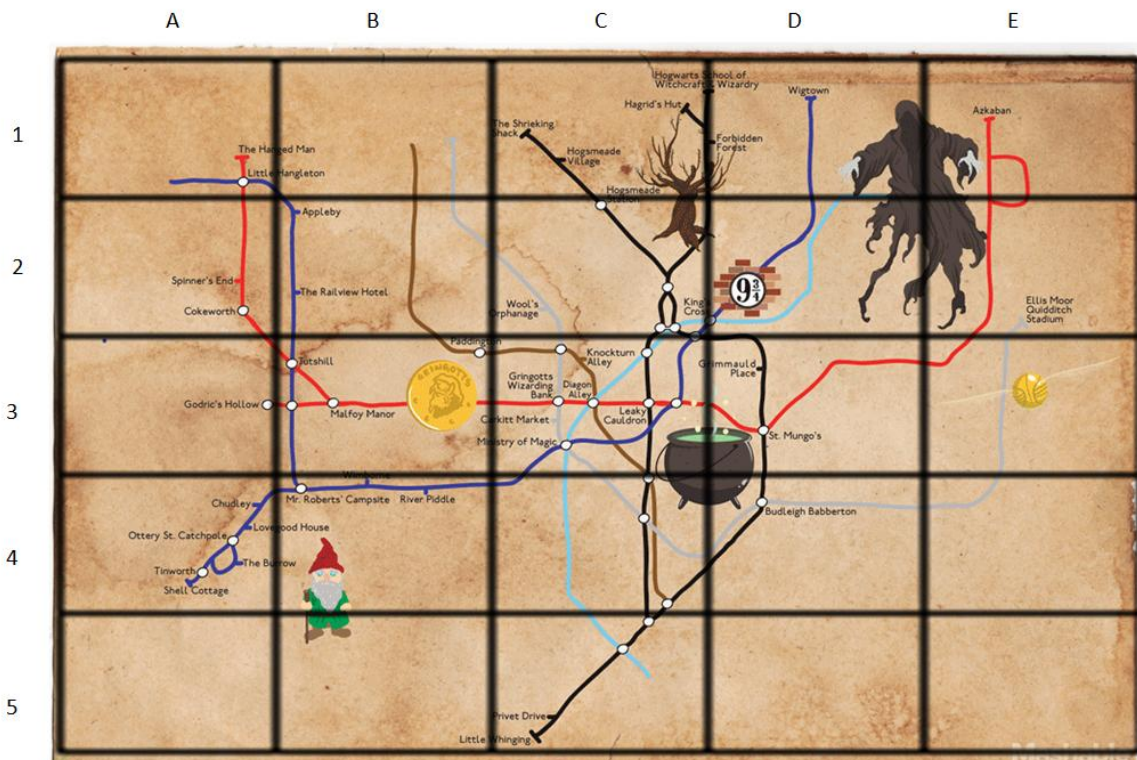 A B C D E
1
2
3
4
5
Hogwarts School of
Witchcraft & Wizardry
Hagrid's Hut
Wigtown
Azkaban
The Shrieking
Shack
Forbidden
Forest
The Hanged Man
Hogsmeade
Village
Little Hangleton
Hogsmeade
Station
Appleby
Spinner's End
The Railview Hotel
9 3/4
Cokeworth
Wool's
Orphanage
King's
Cross
Ellis Moor
Quidditch
Stadium
Paddington
Knockturn
Alley
Tutshill
Grimmauld
Place
GRINGOTTS
Gringotts
Wizarding
Bank
Diagon
Alley
Godric's Hollow
Malfoy Manor
Leaky
Cauldron
Carkitt Market
Ministry of Magic
St. Mungo's
Mr. Roberts' Campsite
River Piddle
Chudley
Budleigh Babberton
Lovegood House
Ottery St. Catchpole
The Burrow
Tinworth
Shell Cottage
Privet Drive
Little Whinging